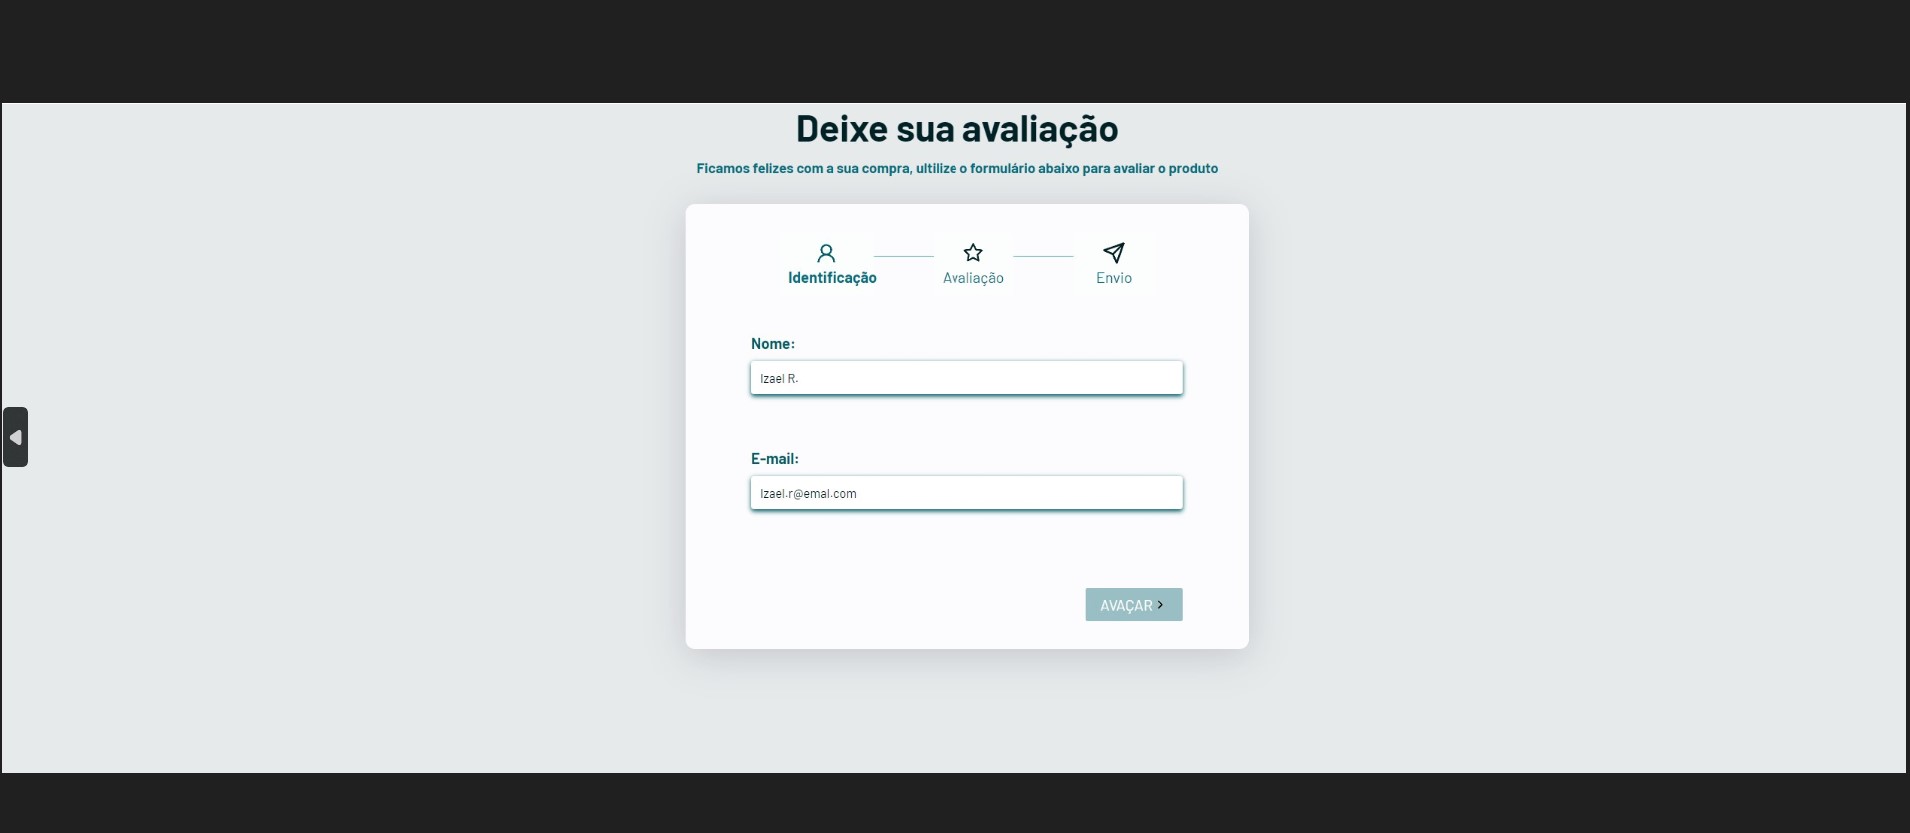 Deixe sua avaliação
Ficamos felizes com a sua compra, ultilize o formulário abaixo para avaliar o produto
Identificação
Avaliação
Envio
Nome:
Izael R.
E-mail:
Izael.r@emal.com
AVAÇAR >